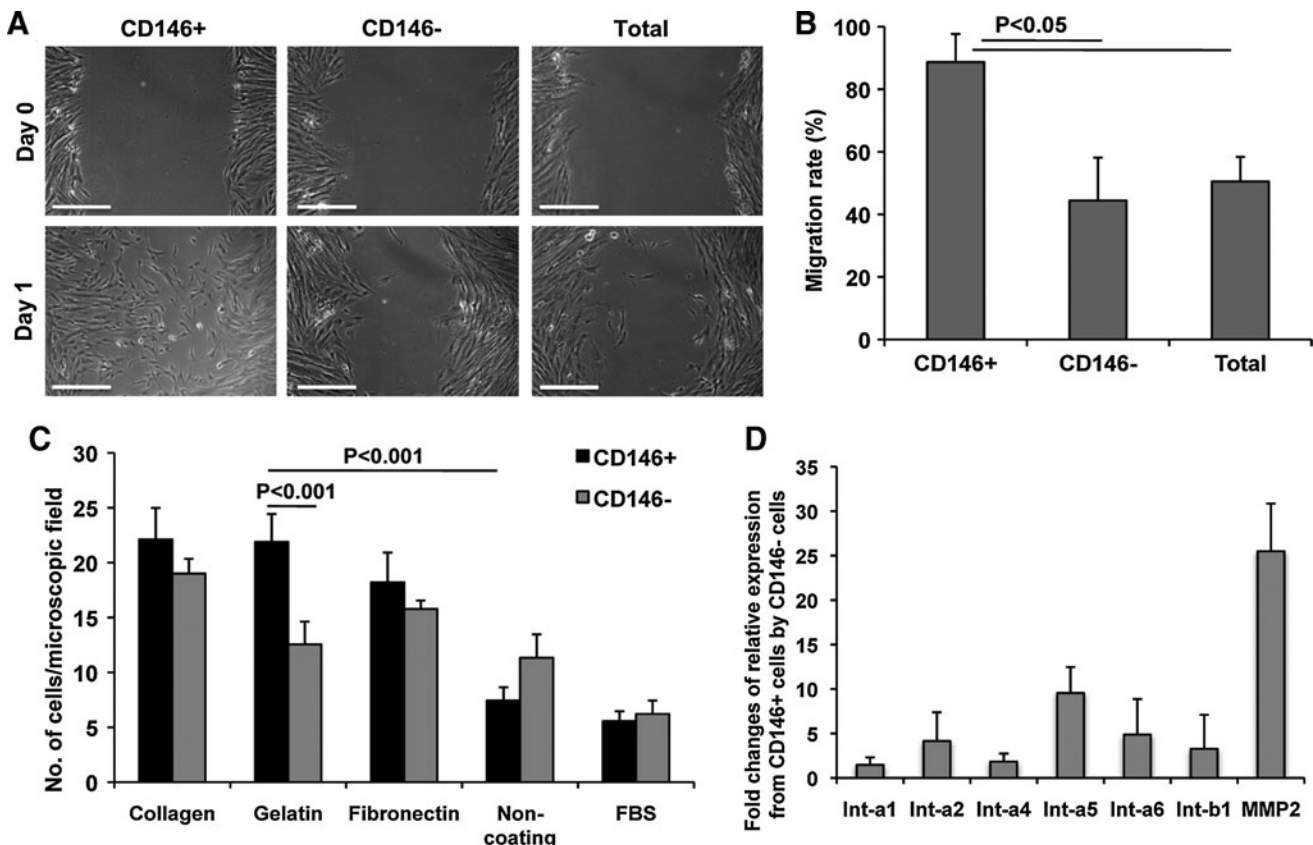 A
CD146+ CD146- Total
Day 0
Day 1
B
P<0.05
Migration rate (%)
100
80
60
40
20
0
CD146+ CD146- Total
C
No. of cells/microscopic field
30
25
20
15
10
5
0
P<0.001
P<0.001
CD146+
CD146-
Collagen Gelatin Fibronectin Non- FBS
coating
D
Fold changes of relative expression
from CD146+ cells by CD146- cells
35
30
25
20
15
10
5
0
Int-a1 Int-a2 Int-a4 Int-a5 Int-a6 Int-b1 MMP2